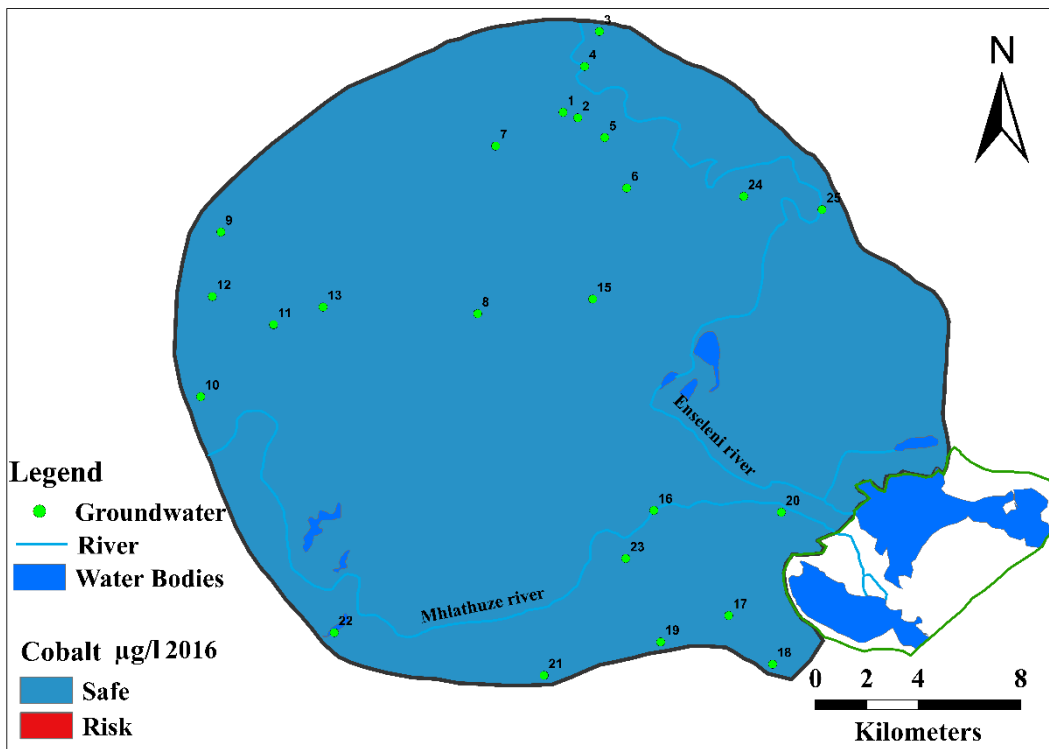 3
N
4
1
2
5
7
6
24
25
9
12
13
15
8
11
10
Enseleni river
Legend
Groundwater
River
Water Bodies
16
20
23
Mhlathuze river
17
22
19
18
21
Cobalt µg/l 2016
Safe
Risk
0 2 4 8
Kilometers